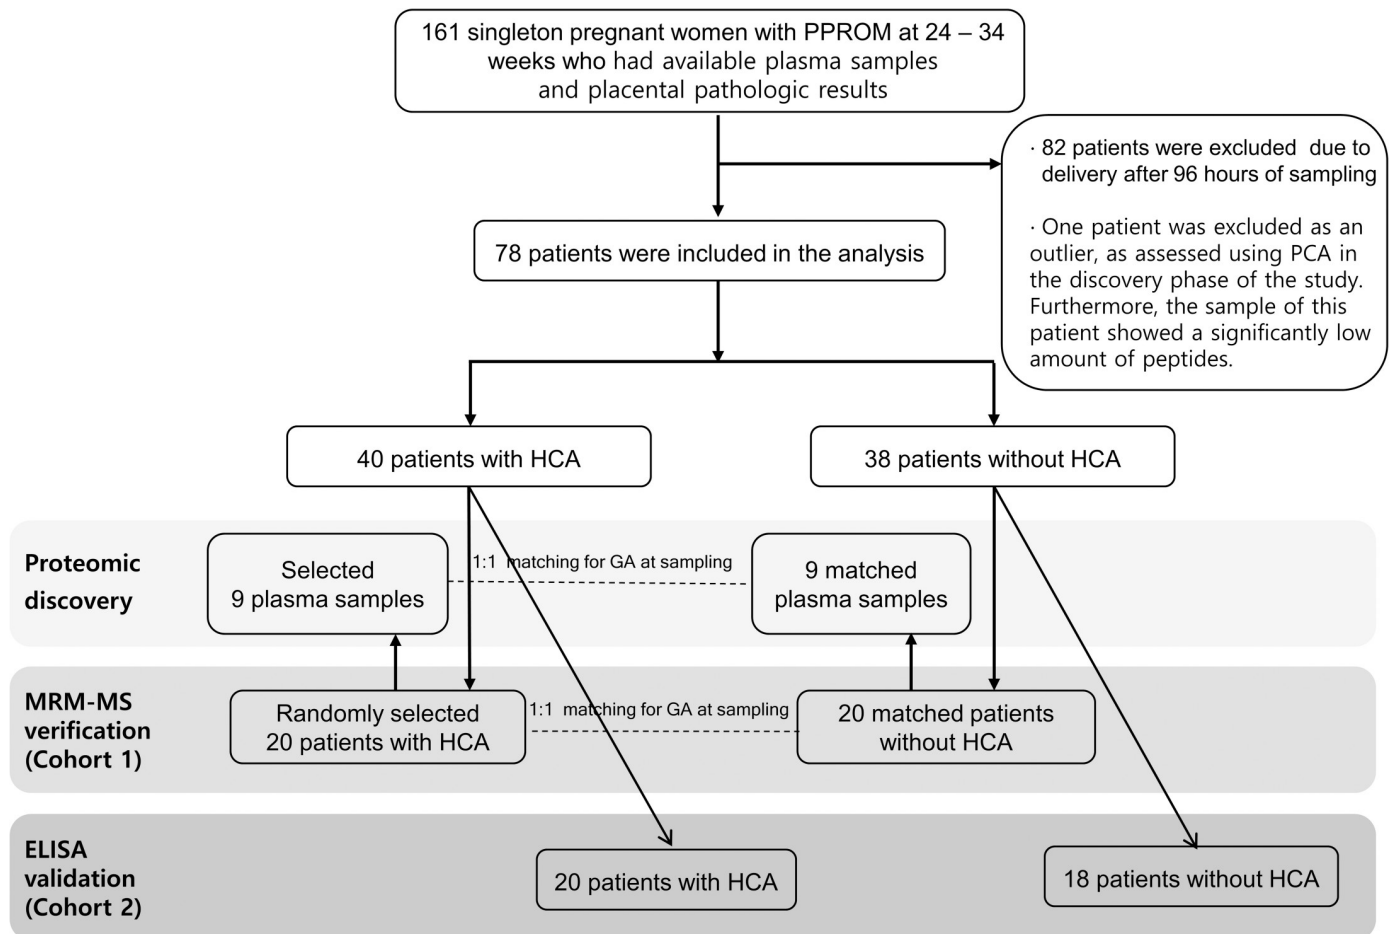 161 singleton pregnant women with PPROM at 24 – 34
weeks who had available plasma samples
and placental pathologic results
· 82 patients were excluded due to
delivery after 96 hours of sampling
· One patient was excluded as an
outlier, as assessed using PCA in
the discovery phase of the study.
Furthermore, the sample of this
patient showed a significantly low
amount of peptides.
78 patients were included in the analysis
40 patients with HCA
38 patients without HCA
Proteomic
discovery
Selected
9 plasma samples
1:1 matching for GA at sampling
9 matched
plasma samples
MRM-MS
verification
(Cohort 1)
Randomly selected
20 patients with HCA
1:1 matching for GA at sampling
20 matched patients
without HCA
ELISA
validation
(Cohort 2)
20 patients with HCA
18 patients without HCA